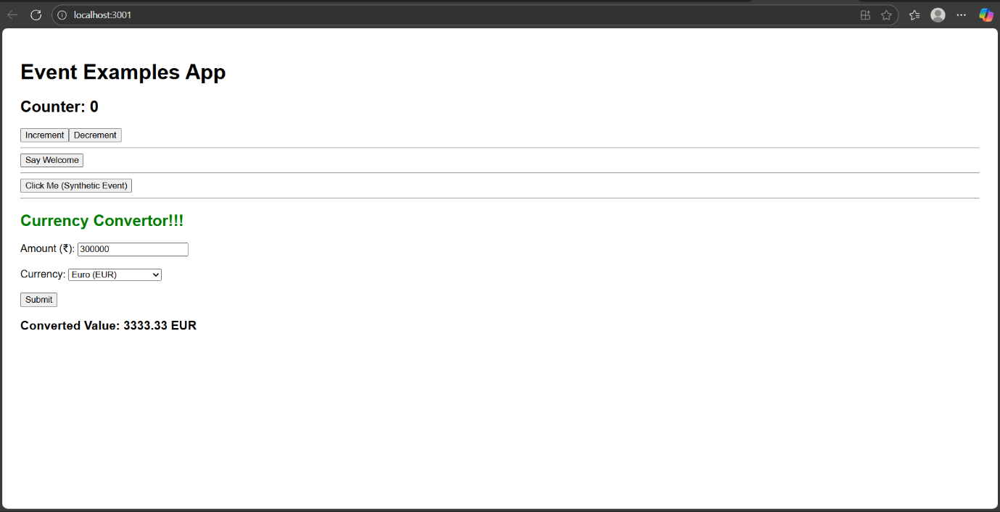 localhost:3001
Event Examples App
Counter: 0
Increment Decrement
Say Welcome
Click Me (Synthetic Event)
Currency Convertor!!!
Amount (₹): 300000
Currency: Euro (EUR)
Submit
Converted Value: 3333.33 EUR